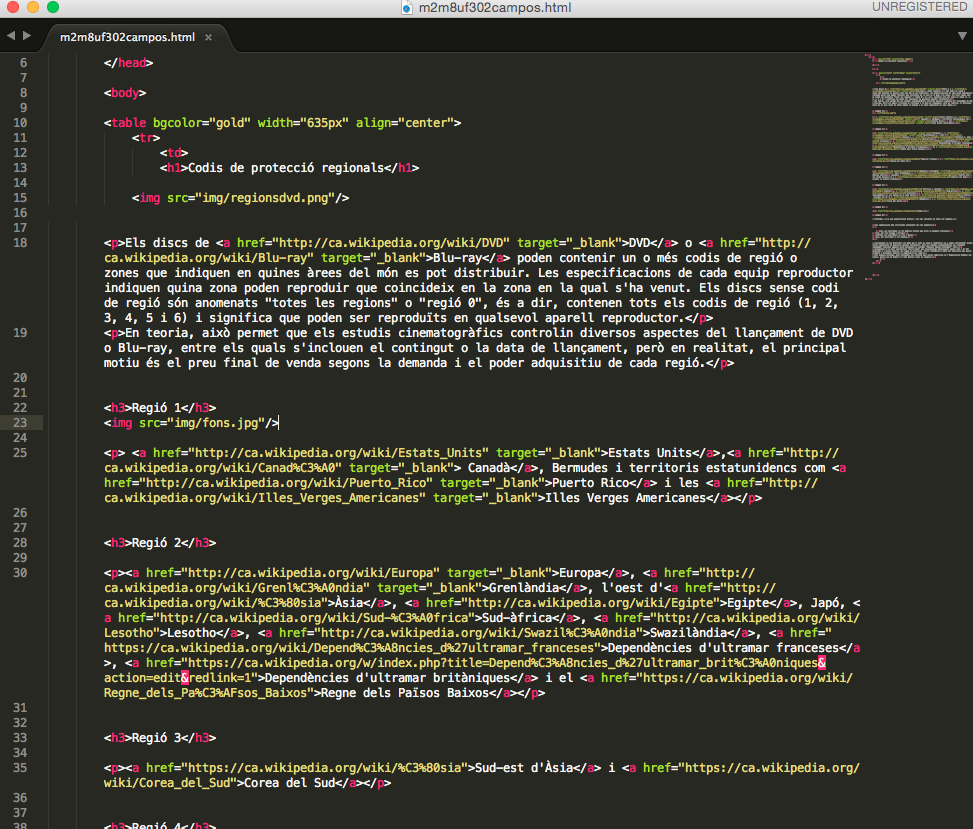 m2m8uf302campos.html
UNREGISTERED
m2m8uf302campos.html ×
6 </head>
7
8 <body>
9
10 <table bgcolor="gold" width="635px" align="center">
11 <tr>
12 <td>
13 <h1>Codis de protecció regionals</h1>
14
15 <img src="img/regionsdvd.png"/>
16
17
18 <p>Els discs de <a href="http://ca.wikipedia.org/wiki/DVD" target="_blank">DVD</a> o <a href="http://
ca.wikipedia.org/wiki/Blu-ray" target="_blank">Blu-ray</a> poden contenir un o més codis de regió o
zones que indiquen en quines àrees del món es pot distribuir. Les especificacions de cada equip reproductor
indiquen quina zona poden reproduir que coincideix en la zona en la qual s'ha venut. Els discs sense codi
de regió són anomenats "totes les regions" o "regió 0", és a dir, contenen tots els codis de regió (1, 2,
3, 4, 5 i 6) i significa que poden ser reproduïts en qualsevol aparell reproductor.</p>
19 <p>En teoria, això permet que els estudis cinematogràfics controlin diversos aspectes del llançament de DVD
o Blu-ray, entre els quals s'inclouen el contingut o la data de llançament, però en realitat, el principal
motiu és el preu final de venda segons la demanda i el poder adquisitiu de cada regió.</p>
20
21
22 <h3>Regió 1</h3>
23 <img src="img/fons.jpg"/>
24
25 <p> <a href="http://ca.wikipedia.org/wiki/Estats_Units" target="_blank">Estats Units</a>,<a href="http://
ca.wikipedia.org/wiki/Canad%C3%A0" target="_blank"> Canadà</a>, Bermudes i territoris estatunidencs com <a
href="http://ca.wikipedia.org/wiki/Puerto_Rico" target="_blank">Puerto Rico</a> i les <a href="http://
ca.wikipedia.org/wiki/Illes_Verges_Americanes" target="_blank">Illes Verges Americanes</a></p>
26
27
28 <h3>Regió 2</h3>
29
30 <p><a href="http://ca.wikipedia.org/wiki/Europa" target="_blank">Europa</a>, <a href="http://
ca.wikipedia.org/wiki/Grenl%C3%A0ndia" target="_blank">Grenlàndia</a>, l'oest d'<a href="http://
ca.wikipedia.org/wiki/%C3%80sia">Àsia</a>, <a href="http://ca.wikipedia.org/wiki/Egipte">Egipte</a>, Japó, <
a href="http://ca.wikipedia.org/wiki/Sud-%C3%A0frica">Sud-àfrica</a>, <a href="http://ca.wikipedia.org/wiki/
Lesotho">Lesotho</a>, <a href="http://ca.wikipedia.org/wiki/Swazil%C3%A0ndia">Swazilàndia</a>, <a href="
https://ca.wikipedia.org/wiki/Depend%C3%A8ncies_d%27ultramar_franceses">Dependències d'ultramar franceses</a
>, <a href="https://ca.wikipedia.org/w/index.php?title=Depend%C3%A8ncies_d%27ultramar_brit%C3%A0niques&
action=edit&redlink=1">Dependències d'ultramar britàniques</a> i el <a href="https://ca.wikipedia.org/wiki/
Regne_dels_Pa%C3%AFsos_Baixos">Regne dels Països Baixos</a></p>
31
32
33 <h3>Regió 3</h3>
34
35 <p><a href="https://ca.wikipedia.org/wiki/%C3%80sia">Sud-est d'Àsia</a> i <a href="https://ca.wikipedia.org/
wiki/Corea_del_Sud">Corea del Sud</a></p>
36
37
38 <h3>Regió 4</h3>